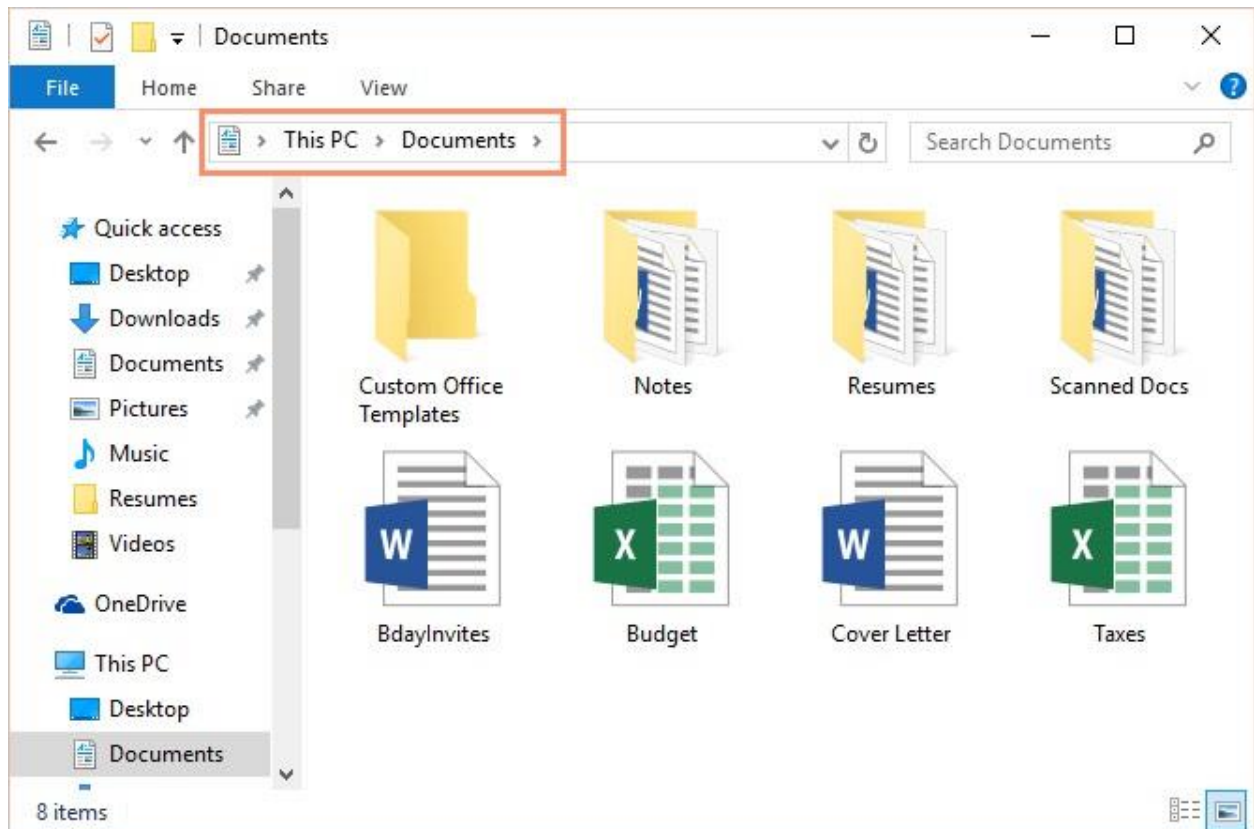 Documents
File Home Share View
This PC Documents
Search Documents
Quick access
Desktop
Downloads
Documents
Pictures
Music
Resumes
Videos
OneDrive
This PC
Desktop
Documents
Custom Office
Templates
Notes
Resumes
Scanned Docs
W
X
W
X
BdayInvites
Budget
Cover Letter
Taxes
8 items